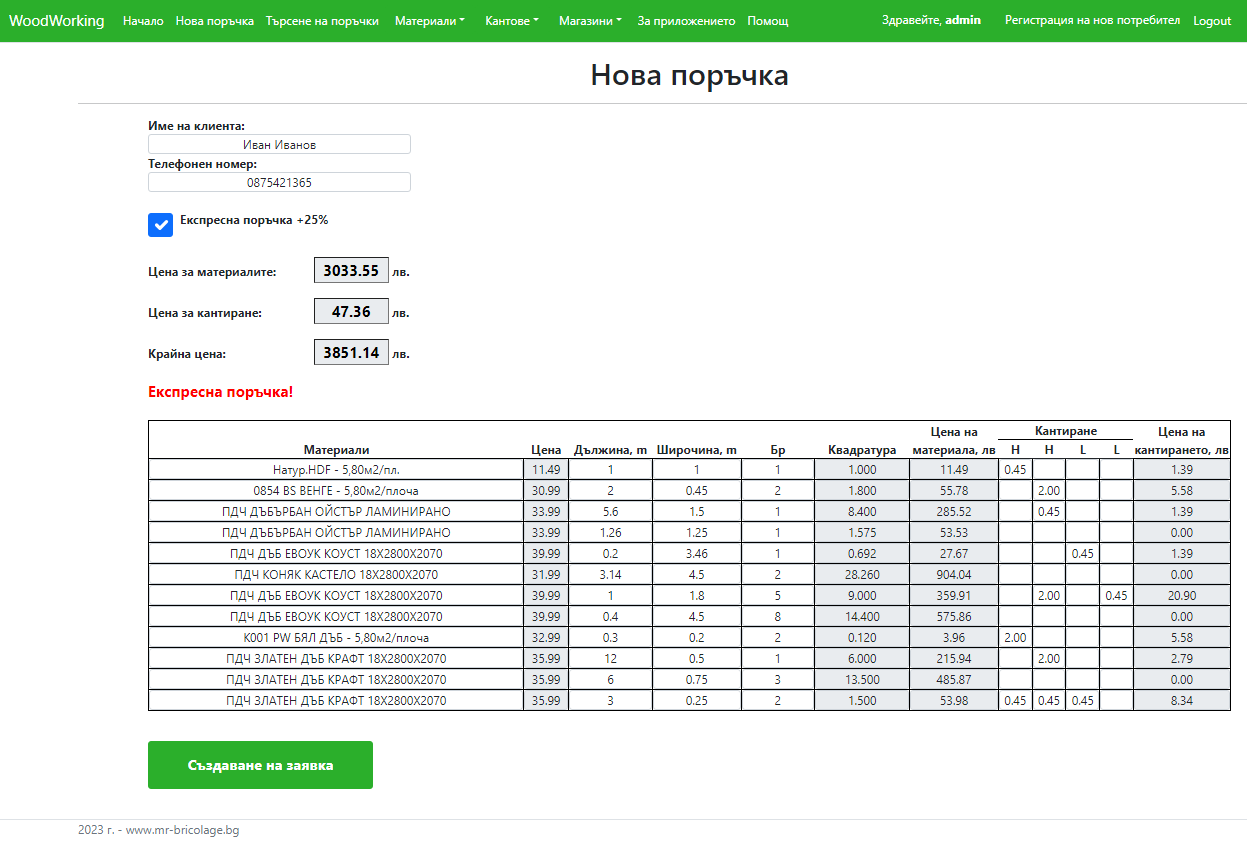 WoodWorking Начало Нова поръчка Търсене на поръчки Материали Кантове Магазини За приложението Помощ Здравейте, admin Регистрация на нов потребител Logout
Нова поръчка
Име на клиента:
Иван Иванов
Телефонен номер:
0875421365
Експресна поръчка +25%
Цена за материалите: 3033.55 лв.
Цена за кантиране: 47.36 лв.
Крайна цена: 3851.14 лв.
Експресна поръчка!
Цена на Кантиране Цена на
Материали Цена Дължина, m Широчина, m Бр Квадратура материала, лв H H L L кантирането, лв
Натур.HDF - 5,80м2/пл. 11.49 1 1 1 1.000 11.49 0.45 1.39
0854 BS ВЕНГЕ - 5,80м2/плоча 30.99 2 0.45 2 1.800 55.78 2.00 5.58
ПДЧ ДЪБЪРБАН ОЙСТЪР ЛАМИНИРАНО 33.99 5.6 1.5 1 8.400 285.52 0.45 1.39
ПДЧ ДЪБЪРБАН ОЙСТЪР ЛАМИНИРАНО 33.99 1.26 1.25 1 1.575 53.53 0.00
ПДЧ ДЪБ ЕВОУК КОУСТ 18X2800X2070 39.99 0.2 3.46 1 0.692 27.67 0.45 1.39
ПДЧ КОНЯК КАСТЕЛО 18X2800X2070 31.99 3.14 4.5 2 28.260 904.04 0.00
ПДЧ ДЪБ ЕВОУК КОУСТ 18X2800X2070 39.99 1 1.8 5 9.000 359.91 2.00 0.45 20.90
ПДЧ ДЪБ ЕВОУК КОУСТ 18X2800X2070 39.99 0.4 4.5 8 14.400 575.86 0.00
K001 PW БЯЛ ДЪБ - 5,80м2/плоча 32.99 0.3 0.2 2 0.120 3.96 2.00 5.58
ПДЧ ЗЛАТЕН ДЪБ КРАФТ 18X2800X2070 35.99 12 0.5 1 6.000 215.94 2.00 2.79
ПДЧ ЗЛАТЕН ДЪБ КРАФТ 18X2800X2070 35.99 6 0.75 3 13.500 485.87 0.00
ПДЧ ЗЛАТЕН ДЪБ КРАФТ 18X2800X2070 35.99 3 0.25 2 1.500 53.98 0.45 0.45 0.45 8.34
Създаване на заявка
2023 г. - www.mr-bricolage.bg